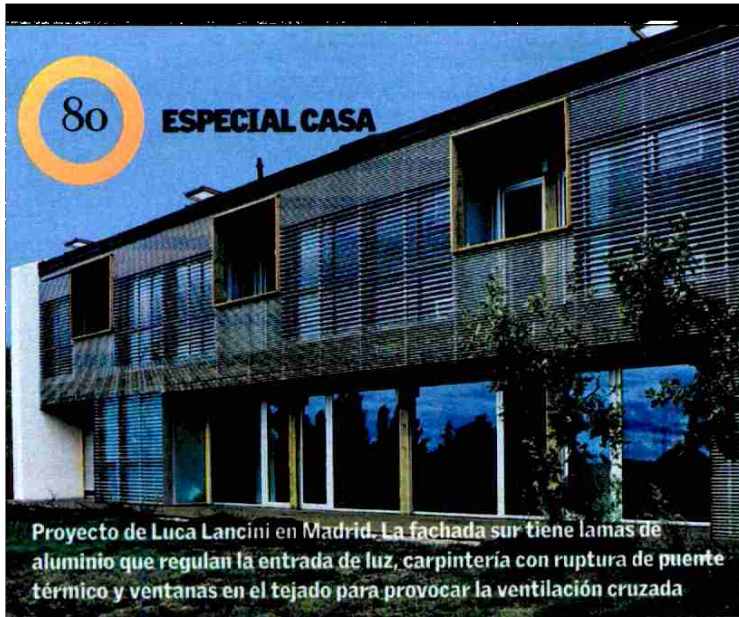 80
ESPECIAL CASA
Proyecto de Luca Lancini en Madrid. La fachada sur tiene lamas de
aluminio que regulan la entrada de luz, carpintería con ruptura de puente
térmico y ventanas en el tejado para provocar la ventilación cruzada